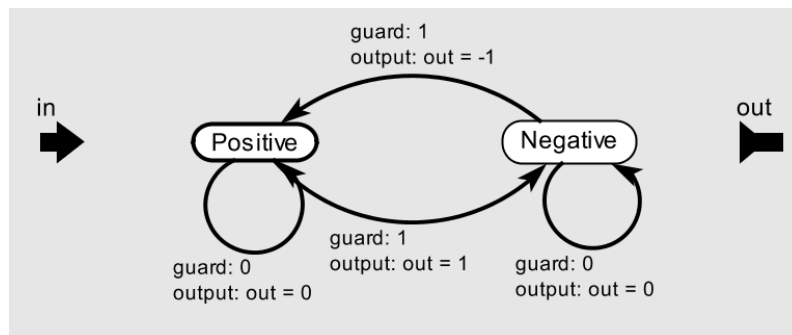 guard: 1
output: out = -1
in
out
Positive
Negative
guard: 0
output: out = 0
guard: 1
output: out = 1
guard: 0
output: out = 0